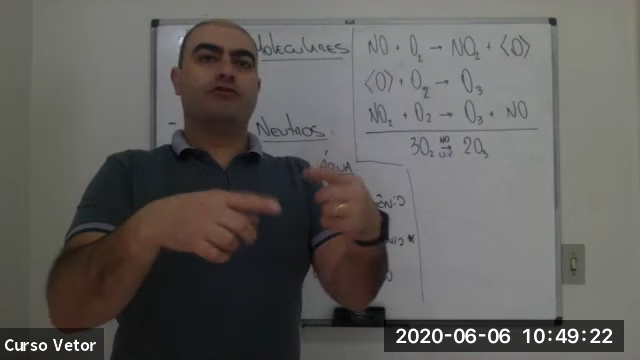 MOLECULARES
NEUTROS.
ÁGUA
NO + O₂ → NO₂ + ⟨O⟩
⟨O⟩ + O₂ → O₃
NO₂ + O₂ → O₃ + NO
3O₂ NO → U.V. 2O₃
Curso Vetor
2020-06-06 10:49:22